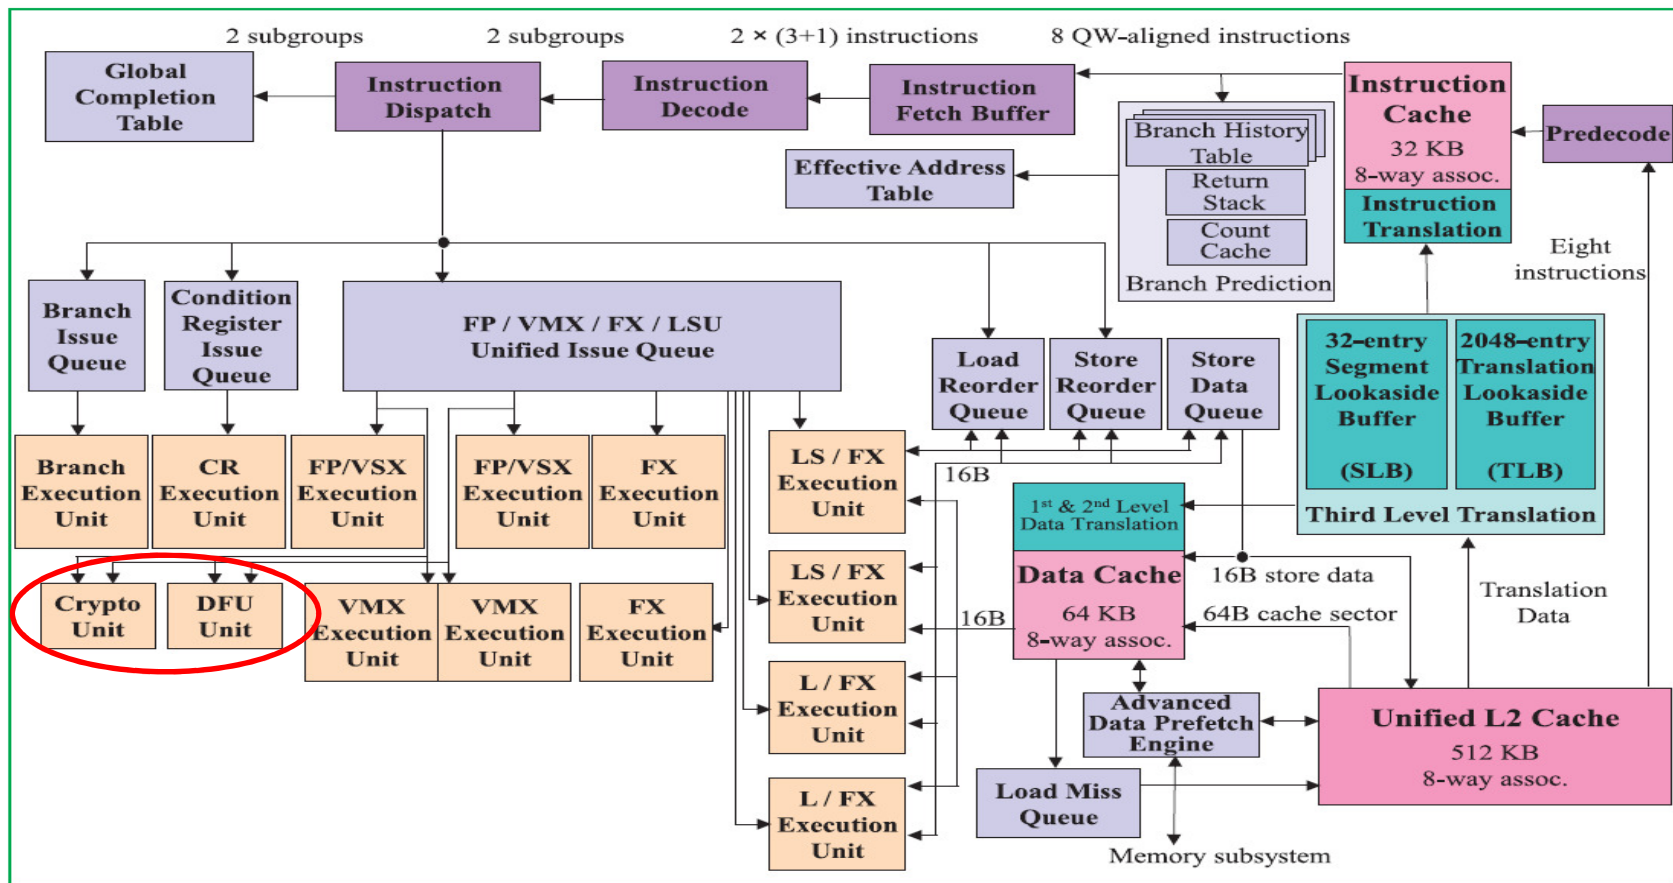 2 subgroups
2 subgroups
2 × (3+1) instructions
8 QW-aligned instructions
Global
Completion
Table
Instruction
Dispatch
Instruction
Decode
Instruction
Fetch Buffer
Instruction
Cache
32 KB
8-way assoc.
Instruction
Translation
Predecode
Branch History
Table
Return
Stack
Count
Cache
Branch Prediction
Effective Address
Table
Eight
instructions
Branch
Issue
Queue
Condition
Register
Issue
Queue
FP / VMX / FX / LSU
Unified Issue Queue
Load
Reorder
Queue
Store
Reorder
Queue
Store
Data
Queue
32-entry
Segment
Lookaside
Buffer
(SLB)
2048-entry
Translation
Lookaside
Buffer
(TLB)
Third Level Translation
Branch
Execution
Unit
CR
Execution
Unit
FP/VSX
Execution
Unit
FP/VSX
Execution
Unit
FX
Execution
Unit
LS / FX
Execution
Unit
16B
1st & 2nd Level
Data Translation
Data Cache
64 KB
8-way assoc.
16B store data
64B cache sector
Translation
Data
Crypto
Unit
DFU
Unit
VMX
Execution
Unit
VMX
Execution
Unit
FX
Execution
Unit
LS / FX
Execution
Unit
16B
L / FX
Execution
Unit
Advanced
Data Prefetch
Engine
Unified L2 Cache
512 KB
8-way assoc.
L / FX
Execution
Unit
Load Miss
Queue
Memory subsystem